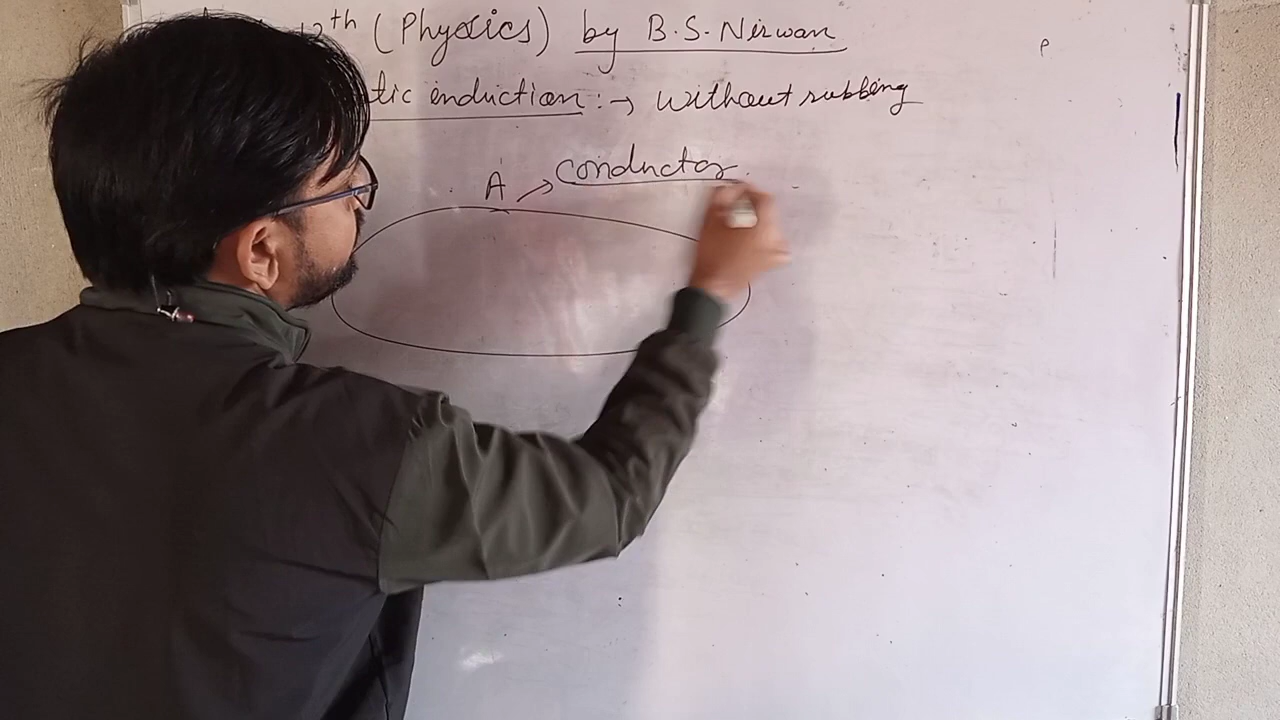 12th (Physics) by B.S. Nirwan
tic induction :→ without rubbing
A → conductor
P